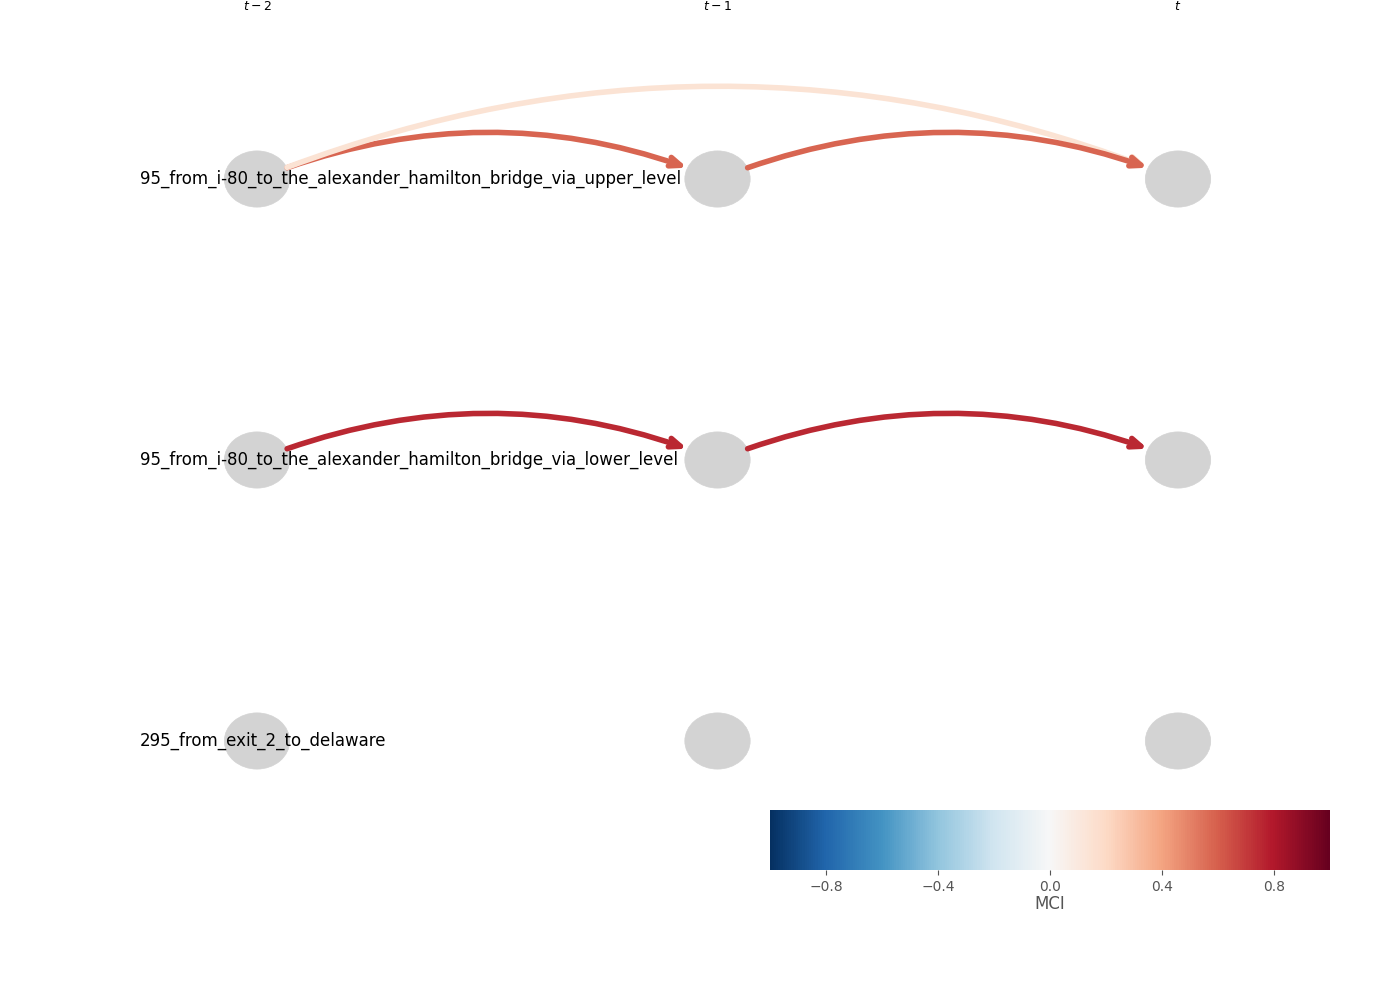 t − 2 t − 1 t
95_from_i-80_to_the_alexander_hamilton_bridge_via_upper_level
95_from_i-80_to_the_alexander_hamilton_bridge_via_lower_level
295_from_exit_2_to_delaware
−0.8 −0.4 0.0 0.4 0.8
MCI